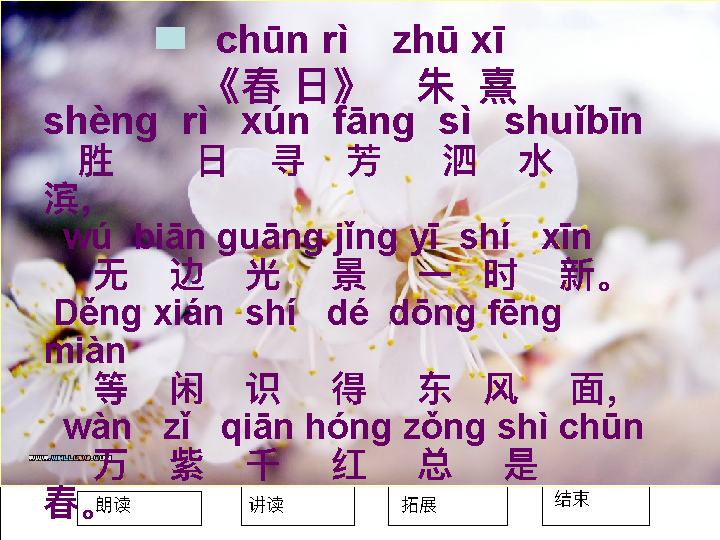 chūn rì zhū xī
《春 日》 朱 熹
shèng rì xún fāng sì shuǐbīn
胜 日 寻 芳 泗 水
滨，
wú biān guāng jǐng yī shí xīn
无 边 光 景 一 时 新。
Děng xián shí dé dōng fēng
miàn
等 闲 识 得 东 风 面，
wàn zǐ qiān hóng zǒng shì chūn
万 紫 千 红 总 是
春。
朗读 讲读 拓展 结束